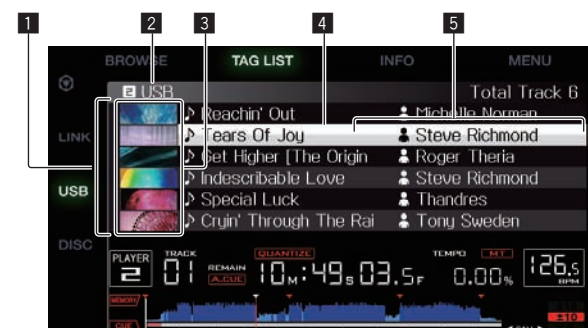 1 2 3 4 5
BROWSE TAG LIST INFO MENU
2 USB Total Track 6
Reachin' Out Michelle Norman
LINK Tears Of Joy Steve Richmond
Get Higher [The Origin Roger Theria
USB Indescribable Love Steve Richmond
Special Luck Thandres
Cryin' Through The Rai Tony Sweden
DISC
PLAYER 2 TRACK 01 REMAIN A.CUE QUANTIZE 10M:49s03.5F TEMPO MT 0.00% 126.5 BPM
MEMORY
CUE ±10